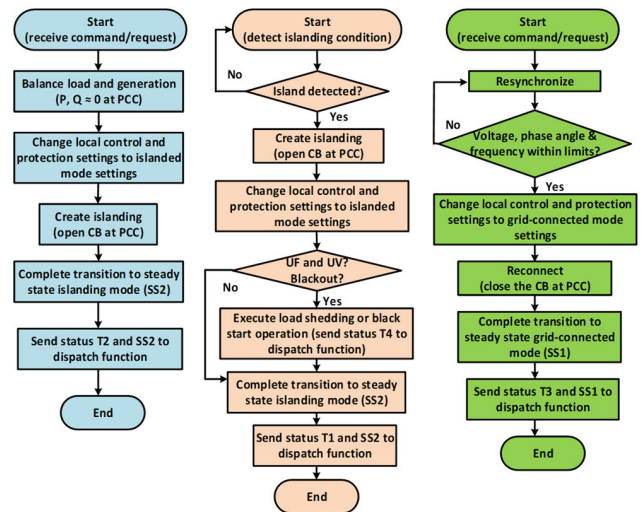 Start
(receive command/request)
Balance load and generation
(P, Q ≈ 0 at PCC)
Change local control and
protection settings to islanded
mode settings
Create islanding
(open CB at PCC)
Complete transition to steady
state islanding mode (SS2)
Send status T2 and SS2 to
dispatch function
End
Start
(detect islanding condition)
No
Island detected?
Yes
Create islanding
(open CB at PCC)
Change local control and
protection settings to islanded
mode settings
UF and UV?
Blackout?
No
Yes
Execute load shedding or black
start operation (send status T4 to
dispatch function)
Complete transition to steady
state islanding mode (SS2)
Send status T1 and SS2 to
dispatch function
End
Start
(receive command/request)
Resynchronize
No
Voltage, phase angle &
frequency within limits?
Yes
Change local control and protection
settings to grid-connected mode
settings
Reconnect
(close the CB at PCC)
Complete transition to
steady state grid-connected
mode (SS1)
Send status T3 and SS1 to
dispatch function
End